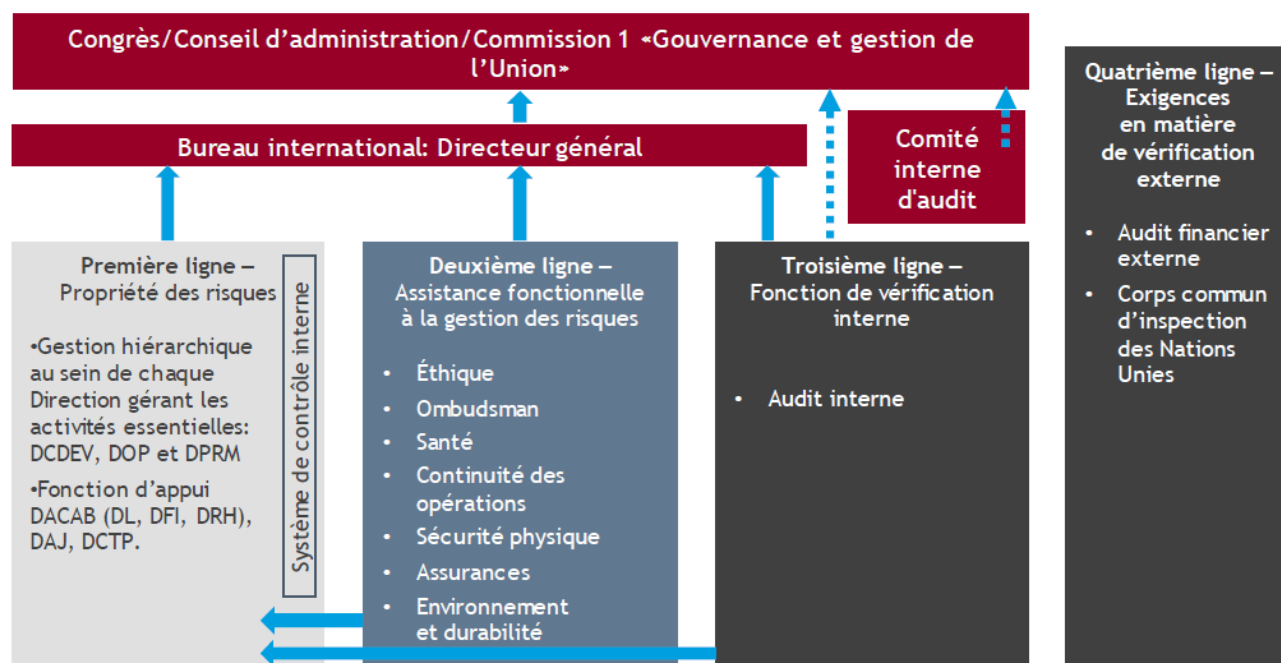 Congrès/Conseil d’administration/Commission 1 «Gouvernance et gestion de
l’Union»
Bureau international: Directeur général
Comité
interne
d'audit
Quatrième ligne –
Exigences
en matière
de vérification
externe
• Audit financier
externe
• Corps commun
d’inspection
des Nations
Unies
Première ligne –
Propriété des risques
•Gestion hiérarchique
au sein de chaque
Direction gérant les
activités essentielles:
DCDEV, DOP et DPRM
•Fonction d’appui
DACAB (DL, DFI, DRH),
DAJ, DCTP.
Système de contrôle interne
Deuxième ligne –
Assistance fonctionnelle
à la gestion des risques
• Éthique
• Ombudsman
• Santé
• Continuité des
opérations
• Sécurité physique
• Assurances
• Environnement
et durabilité
Troisième ligne –
Fonction de vérification
interne
• Audit interne